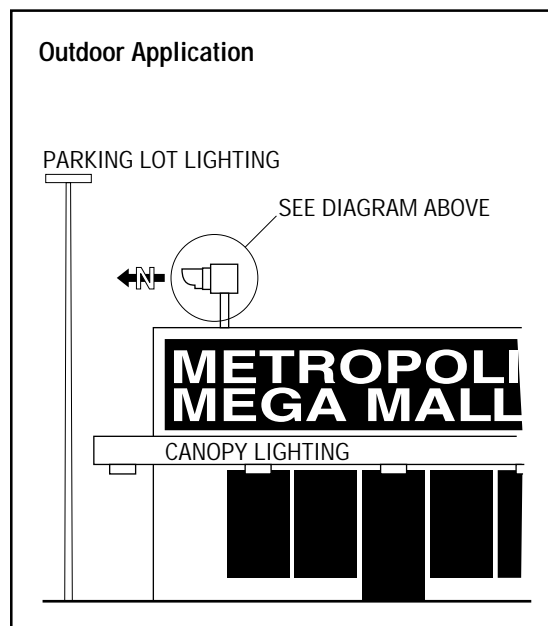 Outdoor Application
PARKING LOT LIGHTING
SEE DIAGRAM ABOVE
N
METROPOLI
MEGA MALL
CANOPY LIGHTING